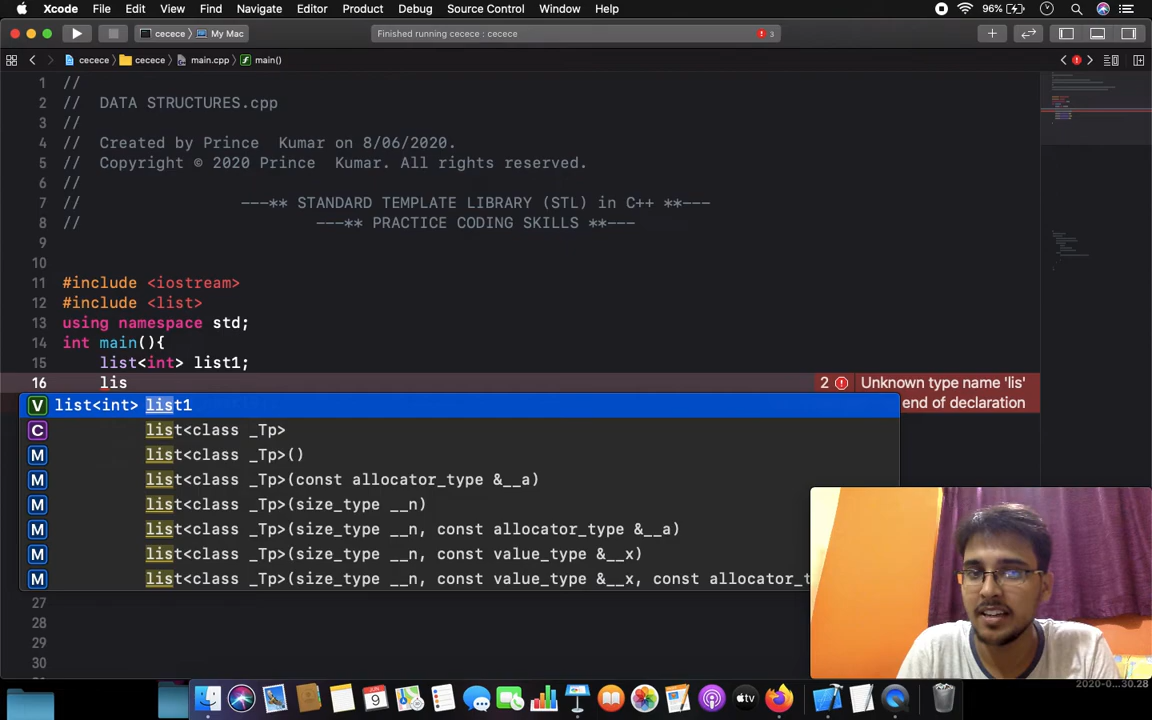 Xcode File Edit View Find Navigate Editor Product Debug Source Control Window Help 96%
cecece My Mac Finished running cecece : cecece 3
cecece cecece main.cpp main()
1 //
2 // DATA STRUCTURES.cpp
3 //
4 // Created by Prince Kumar on 8/06/2020.
5 // Copyright © 2020 Prince Kumar. All rights reserved.
6 //
7 // ---** STANDARD TEMPLATE LIBRARY (STL) in C++ **---
8 // ---** PRACTICE CODING SKILLS **---
9
10
11 #include <iostream>
12 #include <list>
13 using namespace std;
14 int main(){
15 list<int> list1;
16 lis 2 Unknown type name 'lis'
V list<int> list1 end of declaration
C list<class _Tp>
M list<class _Tp>()
M list<class _Tp>(const allocator_type &__a)
M list<class _Tp>(size_type __n)
M list<class _Tp>(size_type __n, const allocator_type &__a)
M list<class _Tp>(size_type __n, const value_type &__x)
M list<class _Tp>(size_type __n, const value_type &__x, const allocator_t
27
28
29
30
9
tv
2020-0...30.28